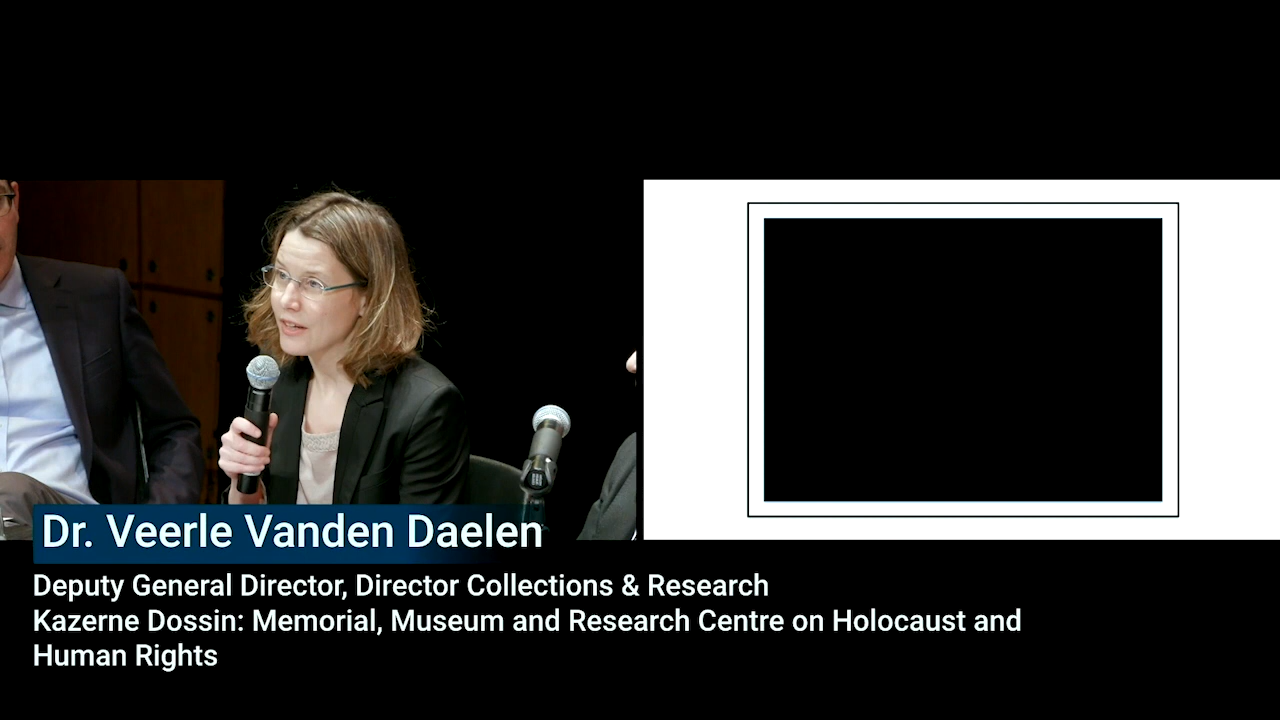 Dr. Veerle Vanden Daelen
Deputy General Director, Director Collections & Research
Kazerne Dossin: Memorial, Museum and Research Centre on Holocaust and
Human Rights